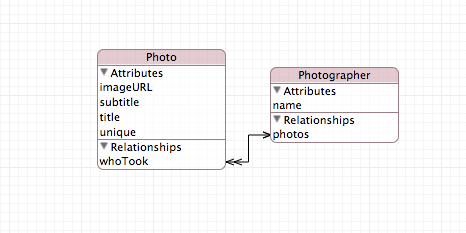 Photo
Attributes
imageURL
subtitle
title
unique
Relationships
whoTook
Photographer
Attributes
name
Relationships
photos